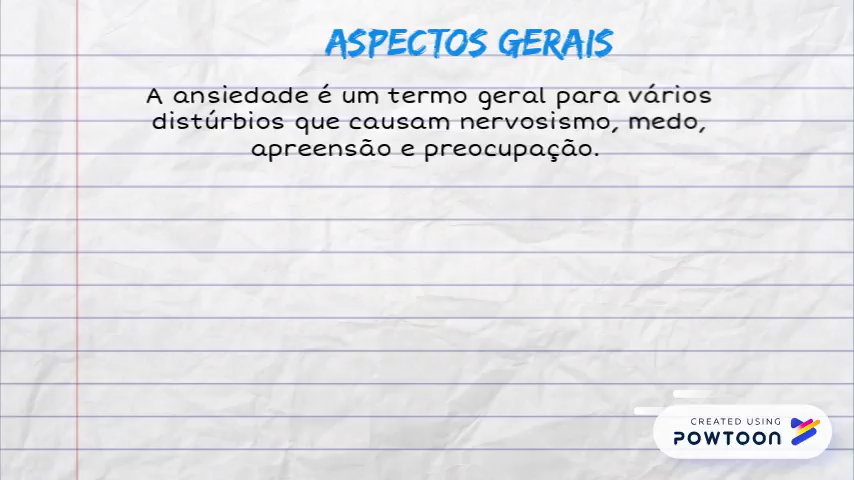 ASPECTOS GERAIS
A ansiedade é um termo geral para vários
distúrbios que causam nervosismo, medo,
apreensão e preocupação.
CREATED USING
POWTOON